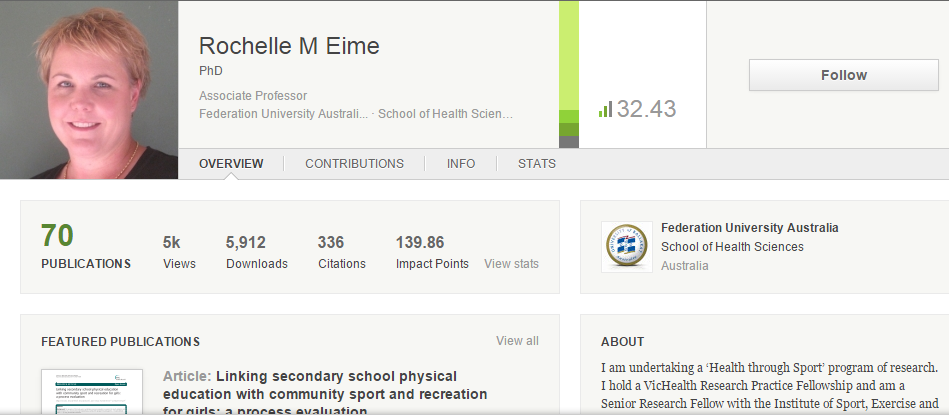 Rochelle M Eime
PhD
Associate Professor
Federation University Australi... · School of Health Scien...
32.43
Follow
OVERVIEW
CONTRIBUTIONS
INFO
STATS
70
PUBLICATIONS
5k
Views
5,912
Downloads
336
Citations
139.86
Impact Points
View stats
Federation University Australia
School of Health Sciences
Australia
FEATURED PUBLICATIONS
View all
Article: Linking secondary school physical
education with community sport and recreation
for girls: a process evaluation
ABOUT
I am undertaking a ‘Health through Sport’ program of research.
I hold a VicHealth Research Practice Fellowship and am a
Senior Research Fellow with the Institute of Sport, Exercise and